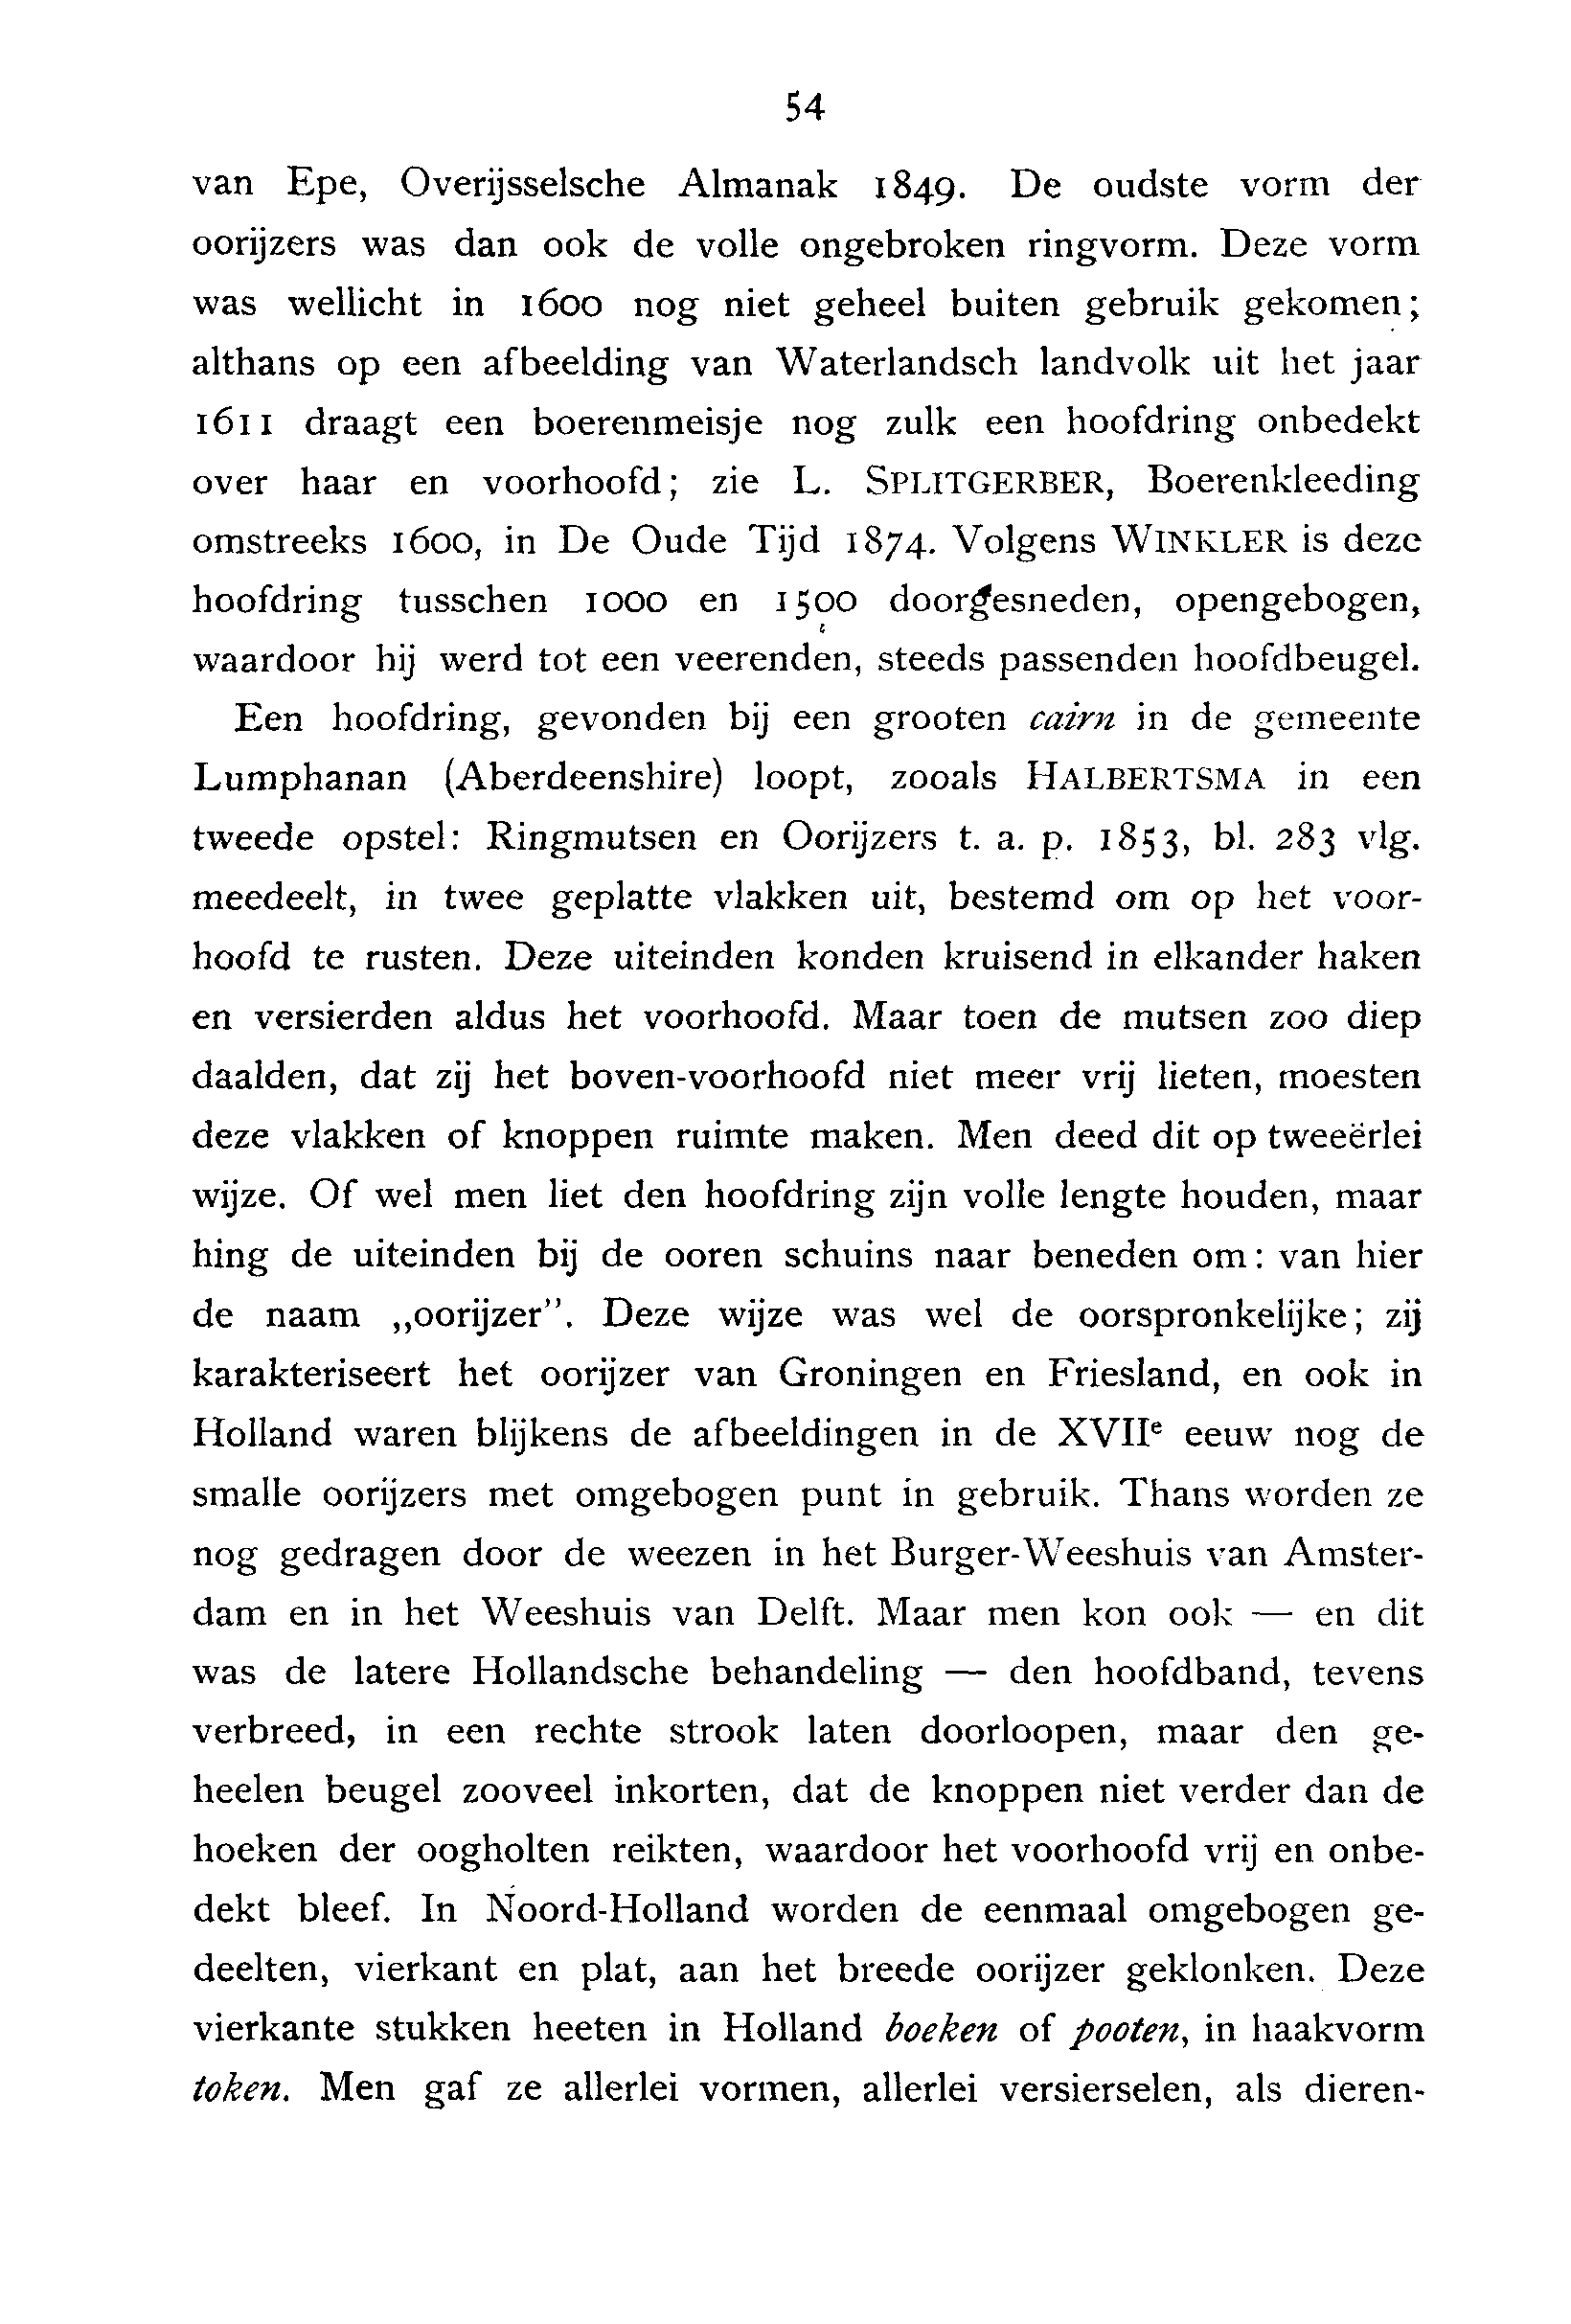 54
van Epe, Overijsselsche Almanak 1849. De oudste vorm der
oorijzers was dan ook de volle ongebroken ringvorm. Deze vorm
was wellicht in 1600 nog niet geheel buiten gebruik gekomen;
althans op een afbeelding van Waterlandsch landvolk uit het jaar
1611 draagt een boerenmeisje nog zulk een hoofdring onbedekt
over haar en voorhoofd; zie L. SPLITGERBER, Boerenkleeding
omstreeks 1600, in De Oude Tijd 1874. Volgens WINKLER is deze
hoofdring tusschen 1000 en 1500 doorgesneden, opengebogen,
waardoor hij werd tot een veerenden, steeds passenden hoofdbeugel.
Een hoofdring, gevonden bij een grooten cairn in de gemeente
Lumphanan (Aberdeenshire) loopt, zooals HALBERTSMA in een
tweede opstel: Ringmutsen en Oorijzers t. a. p. 1853, bl. 283 vlg.
meedeelt, in twee geplatte vlakken uit, bestemd om op het voor-
hoofd te rusten. Deze uiteinden konden kruisend in elkander haken
en versierden aldus het voorhoofd. Maar toen de mutsen zoo diep
daalden, dat zij het boven-voorhoofd niet meer vrij lieten, moesten
deze vlakken of knoppen ruimte maken. Men deed dit op tweeërlei
wijze. Of wel men liet den hoofdring zijn volle lengte houden, maar
hing de uiteinden bij de ooren schuins naar beneden om: van hier
de naam „oorijzer”. Deze wijze was wel de oorspronkelijke; zij
karakteriseert het oorijzer van Groningen en Friesland, en ook in
Holland waren blijkens de afbeeldingen in de XVIIe eeuw nog de
smalle oorijzers met omgebogen punt in gebruik. Thans worden ze
nog gedragen door de weezen in het Burger-Weeshuis van Amster-
dam en in het Weeshuis van Delft. Maar men kon ook — en dit
was de latere Hollandsche behandeling — den hoofdband, tevens
verbreed, in een rechte strook laten doorloopen, maar den ge-
heelen beugel zooveel inkorten, dat de knoppen niet verder dan de
hoeken der oogholten reikten, waardoor het voorhoofd vrij en onbe-
dekt bleef. In Noord-Holland worden de eenmaal omgebogen ge-
deelten, vierkant en plat, aan het breede oorijzer geklonken. Deze
vierkante stukken heeten in Holland boeken of pooten, in haakvorm
token. Men gaf ze allerlei vormen, allerlei versierselen, als dieren-